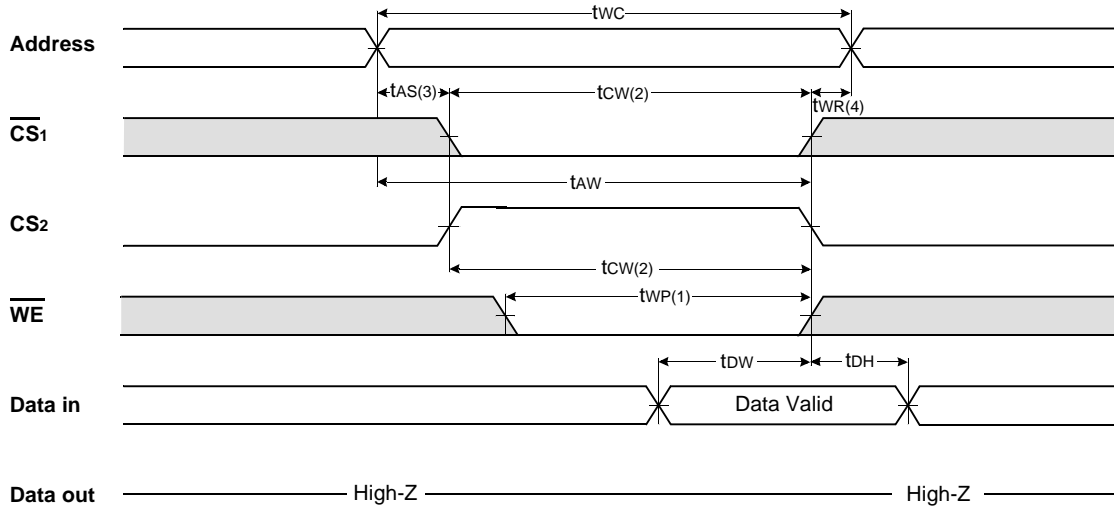 tWC
Address
tAS(3)
tCW(2)
tWR(4)
CS1
tAW
CS2
tCW(2)
tWP(1)
WE
tDW
tDH
Data in
Data Valid
Data out
High-Z
High-Z